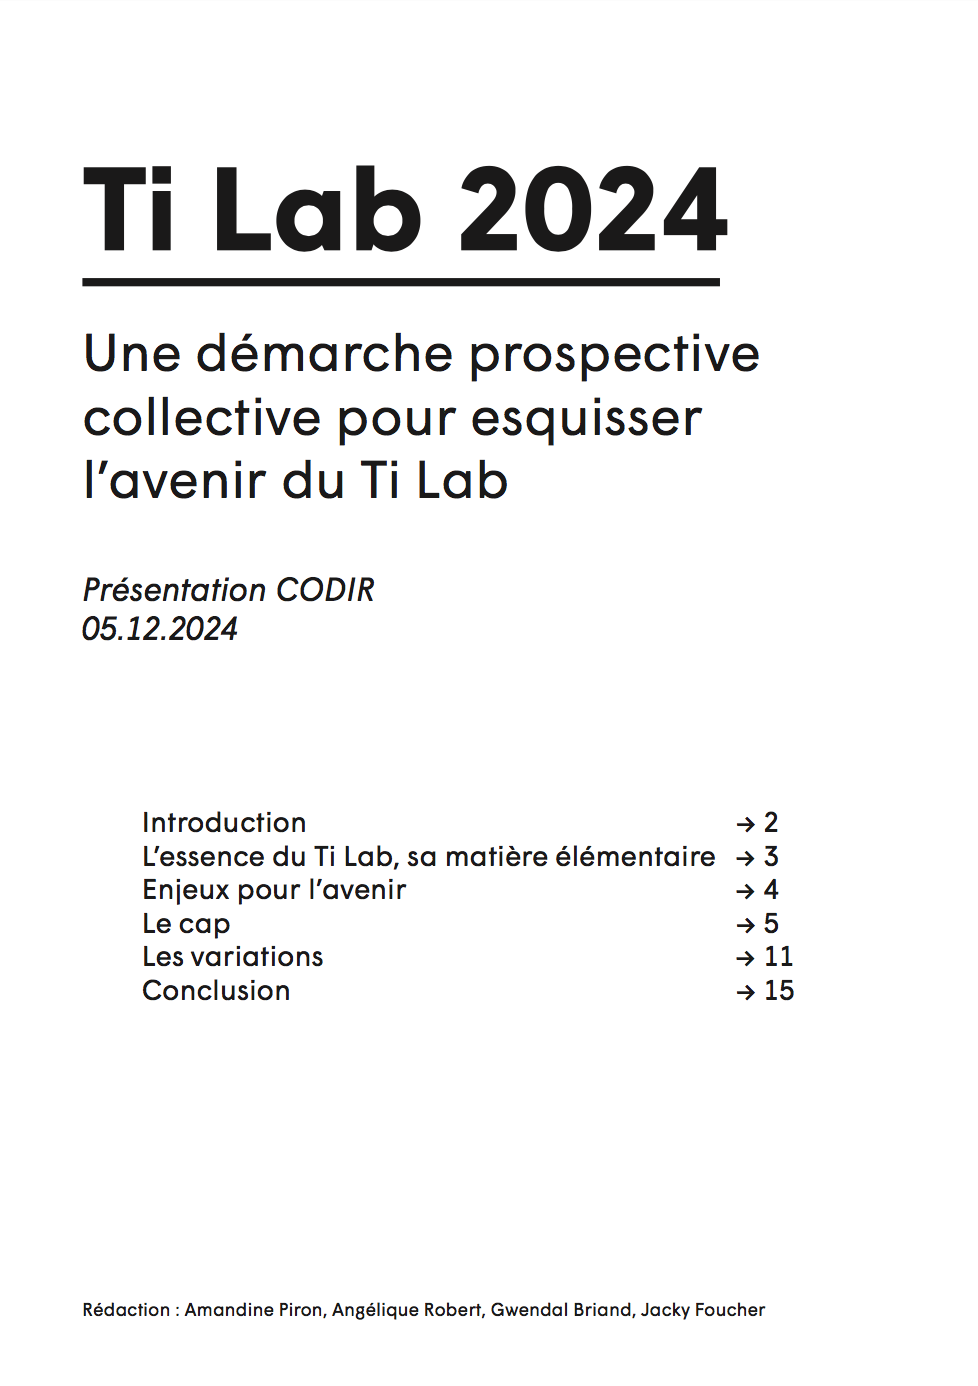 Ti Lab 2024
Une démarche prospective
collective pour esquisser
l’avenir du Ti Lab
Présentation CODIR
05.12.2024
Introduction → 2
L’essence du Ti Lab, sa matière élémentaire → 3
Enjeux pour l’avenir → 4
Le cap → 5
Les variations → 11
Conclusion → 15
Rédaction : Amandine Piron, Angélique Robert, Gwendal Briand, Jacky Foucher